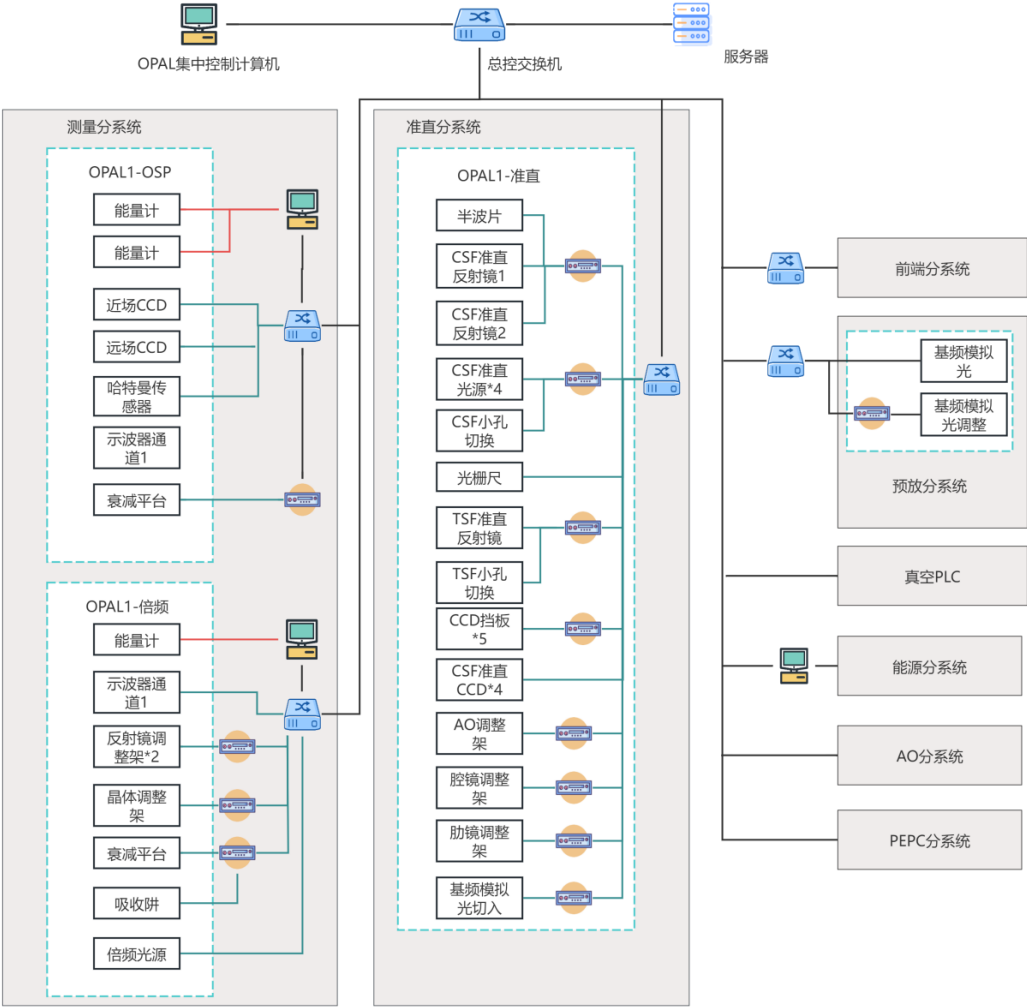 OPAL集中控制计算机
总控交换机
服务器
测量分系统
OPAL1-OSP
能量计
能量计
近场CCD
远场CCD
哈特曼传
感器
示波器通
道1
衰减平台
OPAL1-倍频
能量计
示波器通
道1
反射镜调
整架*2
晶体调整
架
衰减平台
吸收阱
倍频光源
准直分系统
OPAL1-准直
半波片
CSF准直
反射镜1
CSF准直
反射镜2
CSF准直
光源*4
CSF小孔
切换
光栅尺
TSF准直
反射镜
TSF小孔
切换
CCD挡板
*5
CSF准直
CCD*4
AO调整
架
腔镜调整
架
肋镜调整
架
基频模拟
光切入
前端分系统
基频模拟
光
基频模拟
光调整
预放分系统
真空PLC
能源分系统
AO分系统
PEPC分系统